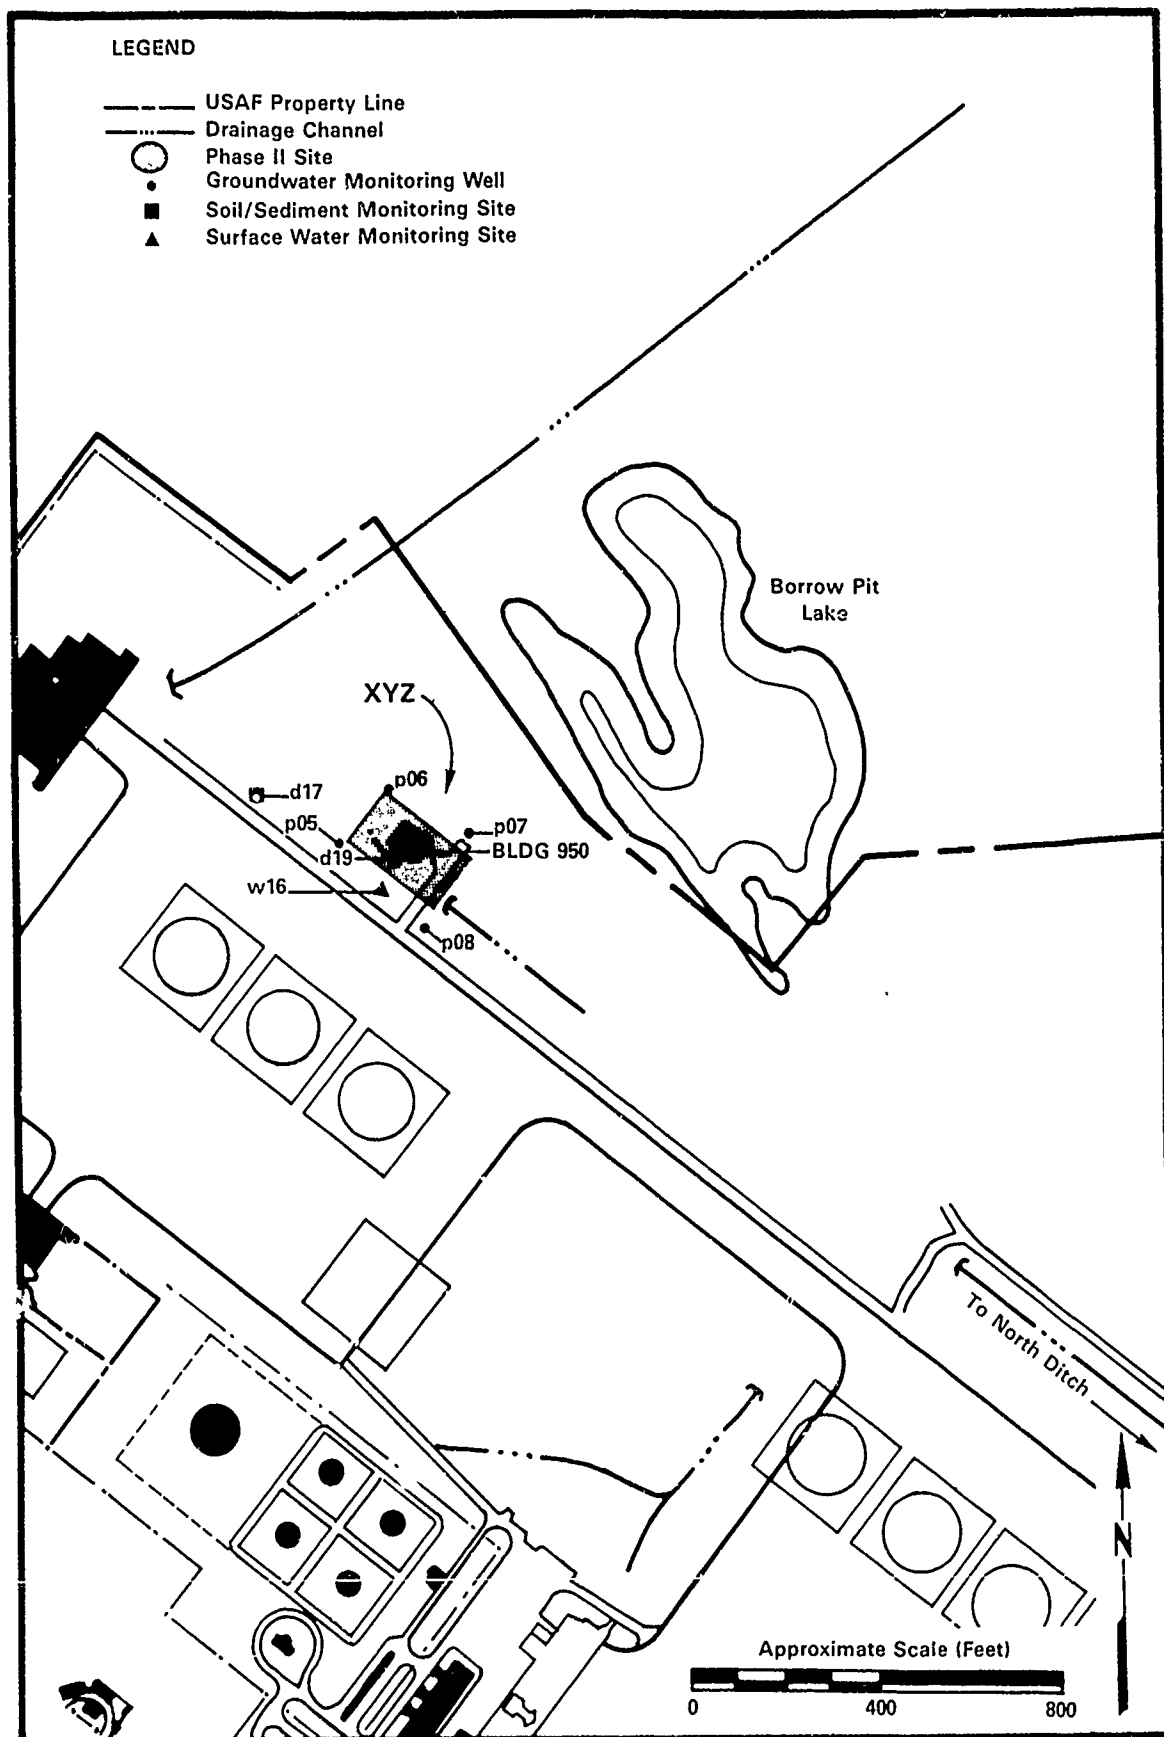 LEGEND
USAF Property Line
Drainage Channel
Phase II Site
Groundwater Monitoring Well
Soil/Sediment Monitoring Site
Surface Water Monitoring Site
Borrow Pit
Lake
XYZ
p06
d17
p05
p07
BLDG 950
d19
w16
p08
To North Ditch
N
Approximate Scale (Feet)
0 400 800